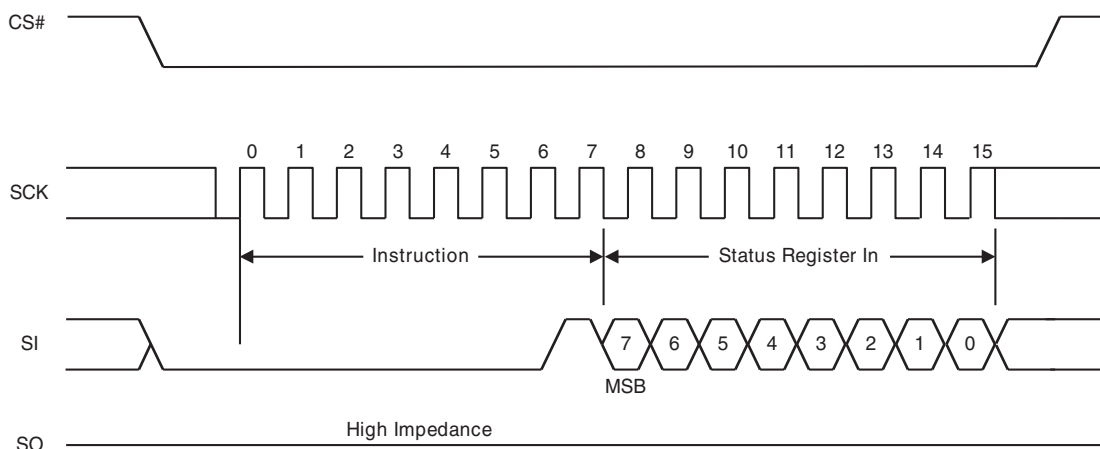 CS#
0 1 2 3 4 5 6 7 8 9 10 11 12 13 14 15
SCK
Instruction Status Register In
SI 7 6 5 4 3 2 1 0
MSB
High Impedance
SO